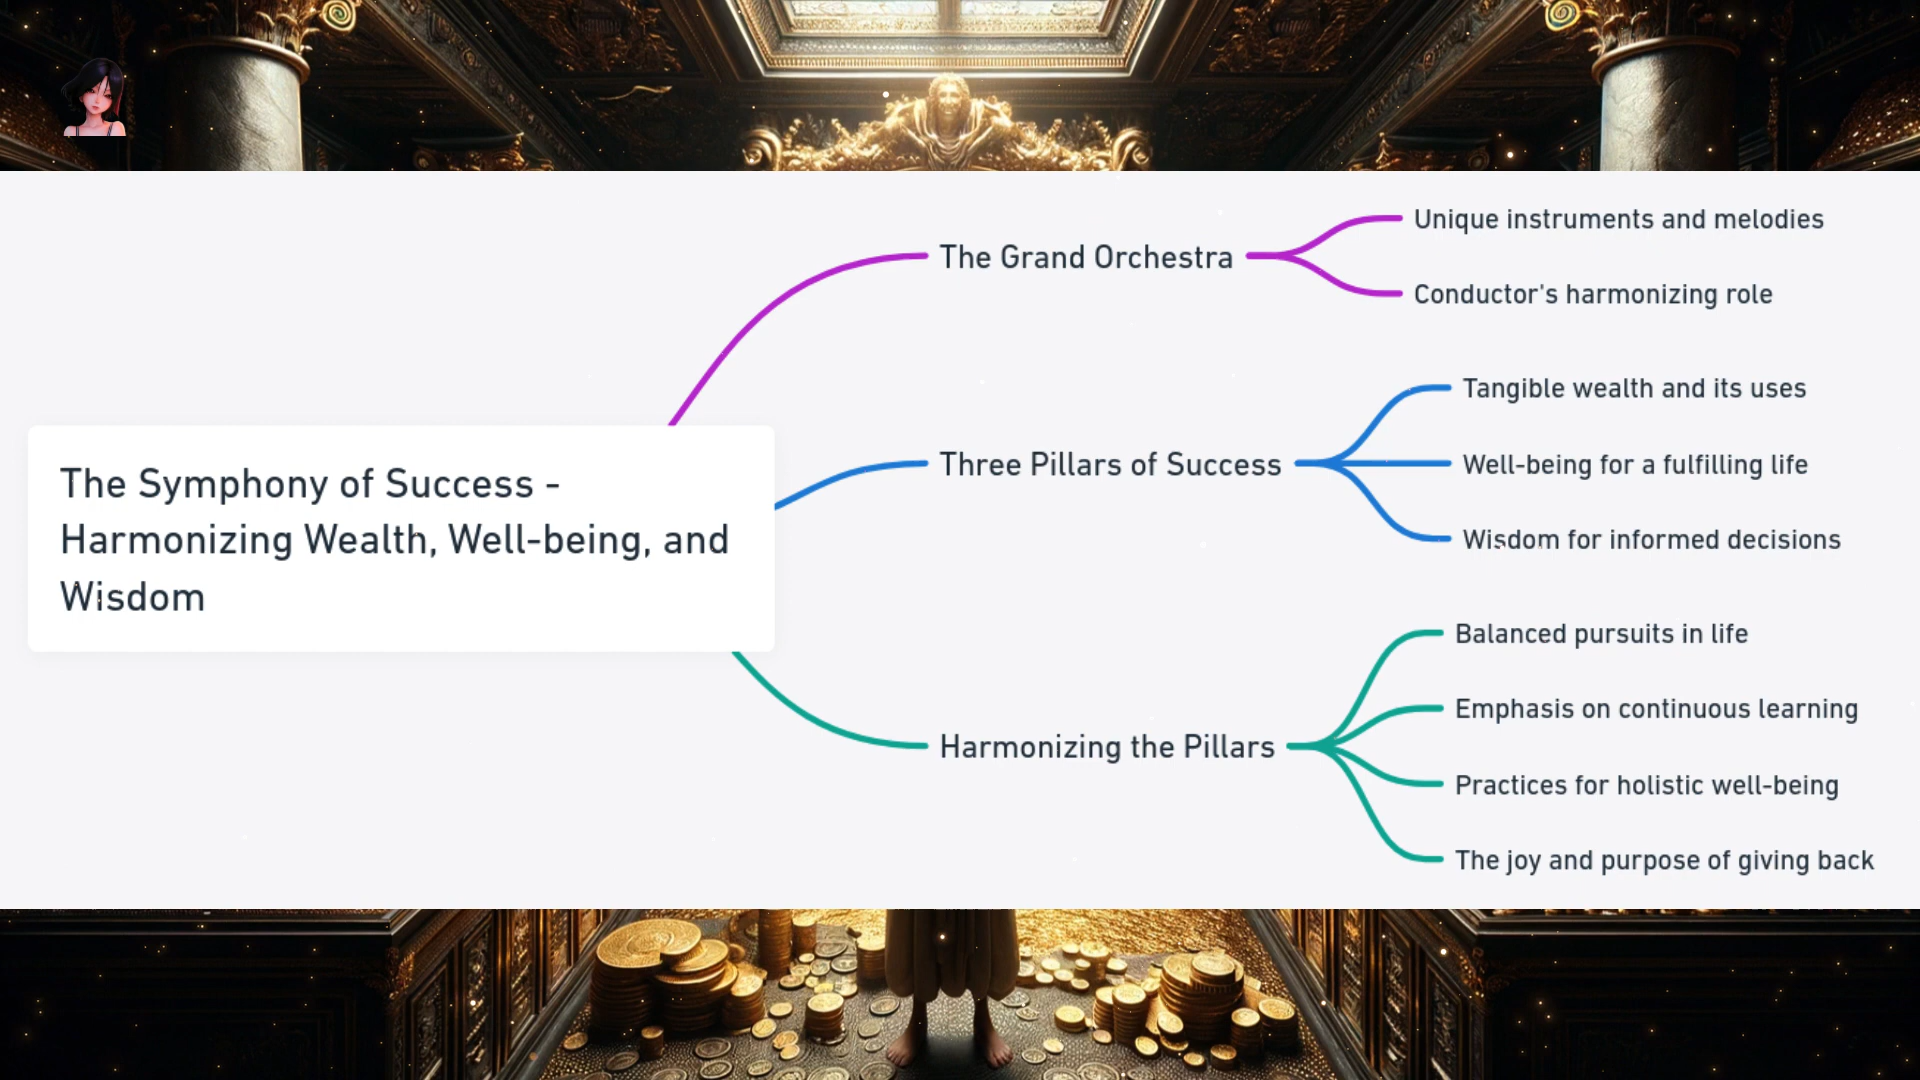 The Symphony of Success -
Harmonizing Wealth, Well-being, and
Wisdom
The Grand Orchestra
Unique instruments and melodies
Conductor's harmonizing role
Three Pillars of Success
Tangible wealth and its uses
Well-being for a fulfilling life
Wisdom for informed decisions
Harmonizing the Pillars
Balanced pursuits in life
Emphasis on continuous learning
Practices for holistic well-being
The joy and purpose of giving back